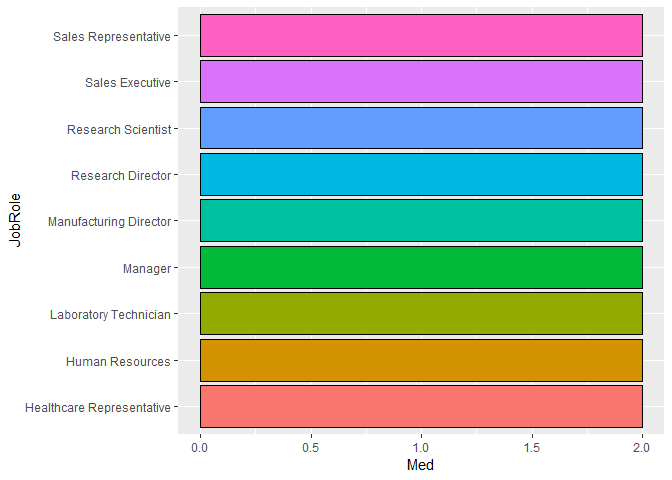 Sales Representative
Sales Executive
Research Scientist
Research Director
Manufacturing Director
Manager
Laboratory Technician
Human Resources
Healthcare Representative
JobRole
0.0 0.5 1.0 1.5 2.0
Med